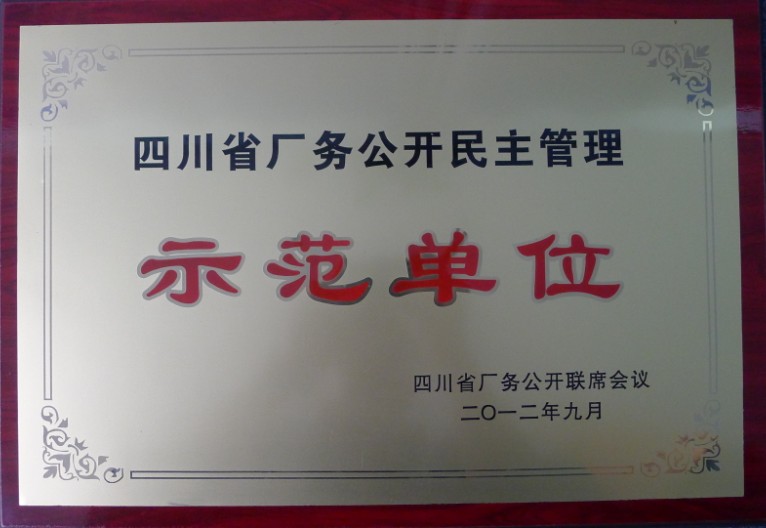 四川省厂务公开民主管理
示范单位
四川省厂务公开联席会议
二〇一二年九月